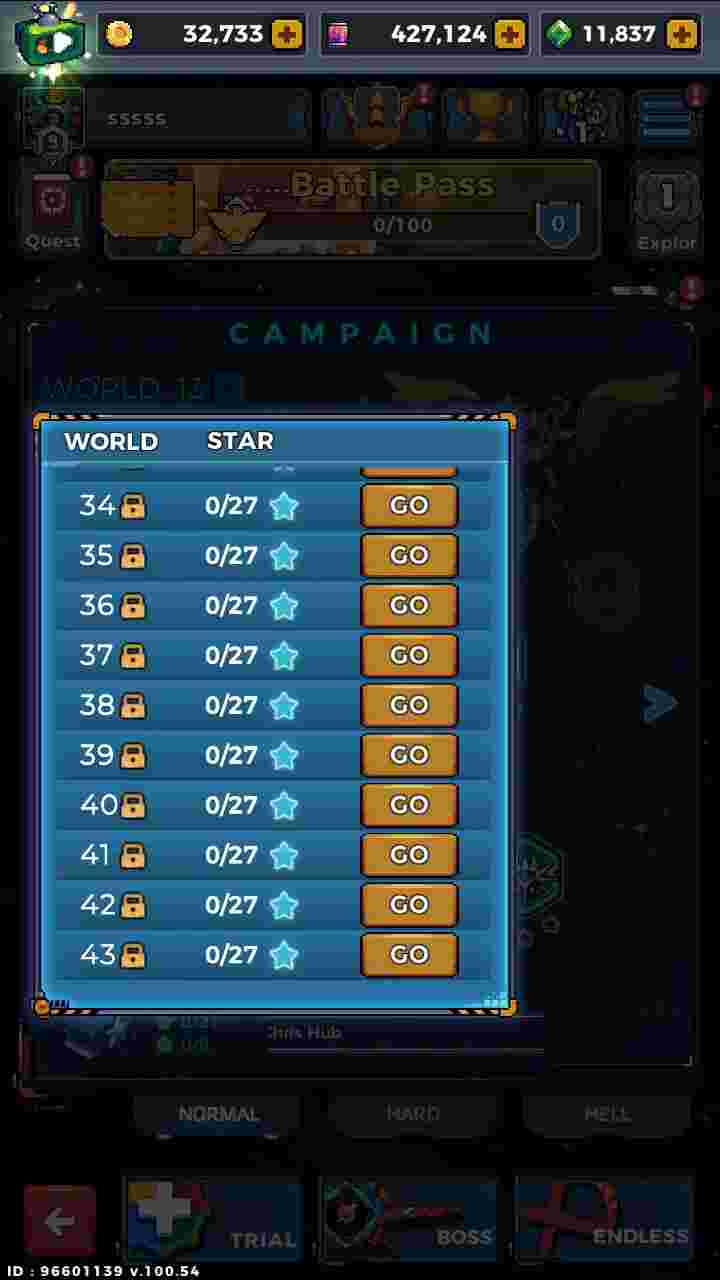 32,733
427,124
11,837
9
sssss
1
Battle Pass
0/100
0
1
Quest
Explor
CAMPAIGN
WORLD 13
WORLD STAR
34 0/27 GO
35 0/27 GO
36 0/27 GO
37 0/27 GO
38 0/27 GO
39 0/27 GO
40 0/27 GO
41 0/27 GO
42 0/27 GO
43 0/27 GO
Hub
NORMAL HARD HELL
TRIAL BOSS ENDLESS
ID : 96601139 v.100.54